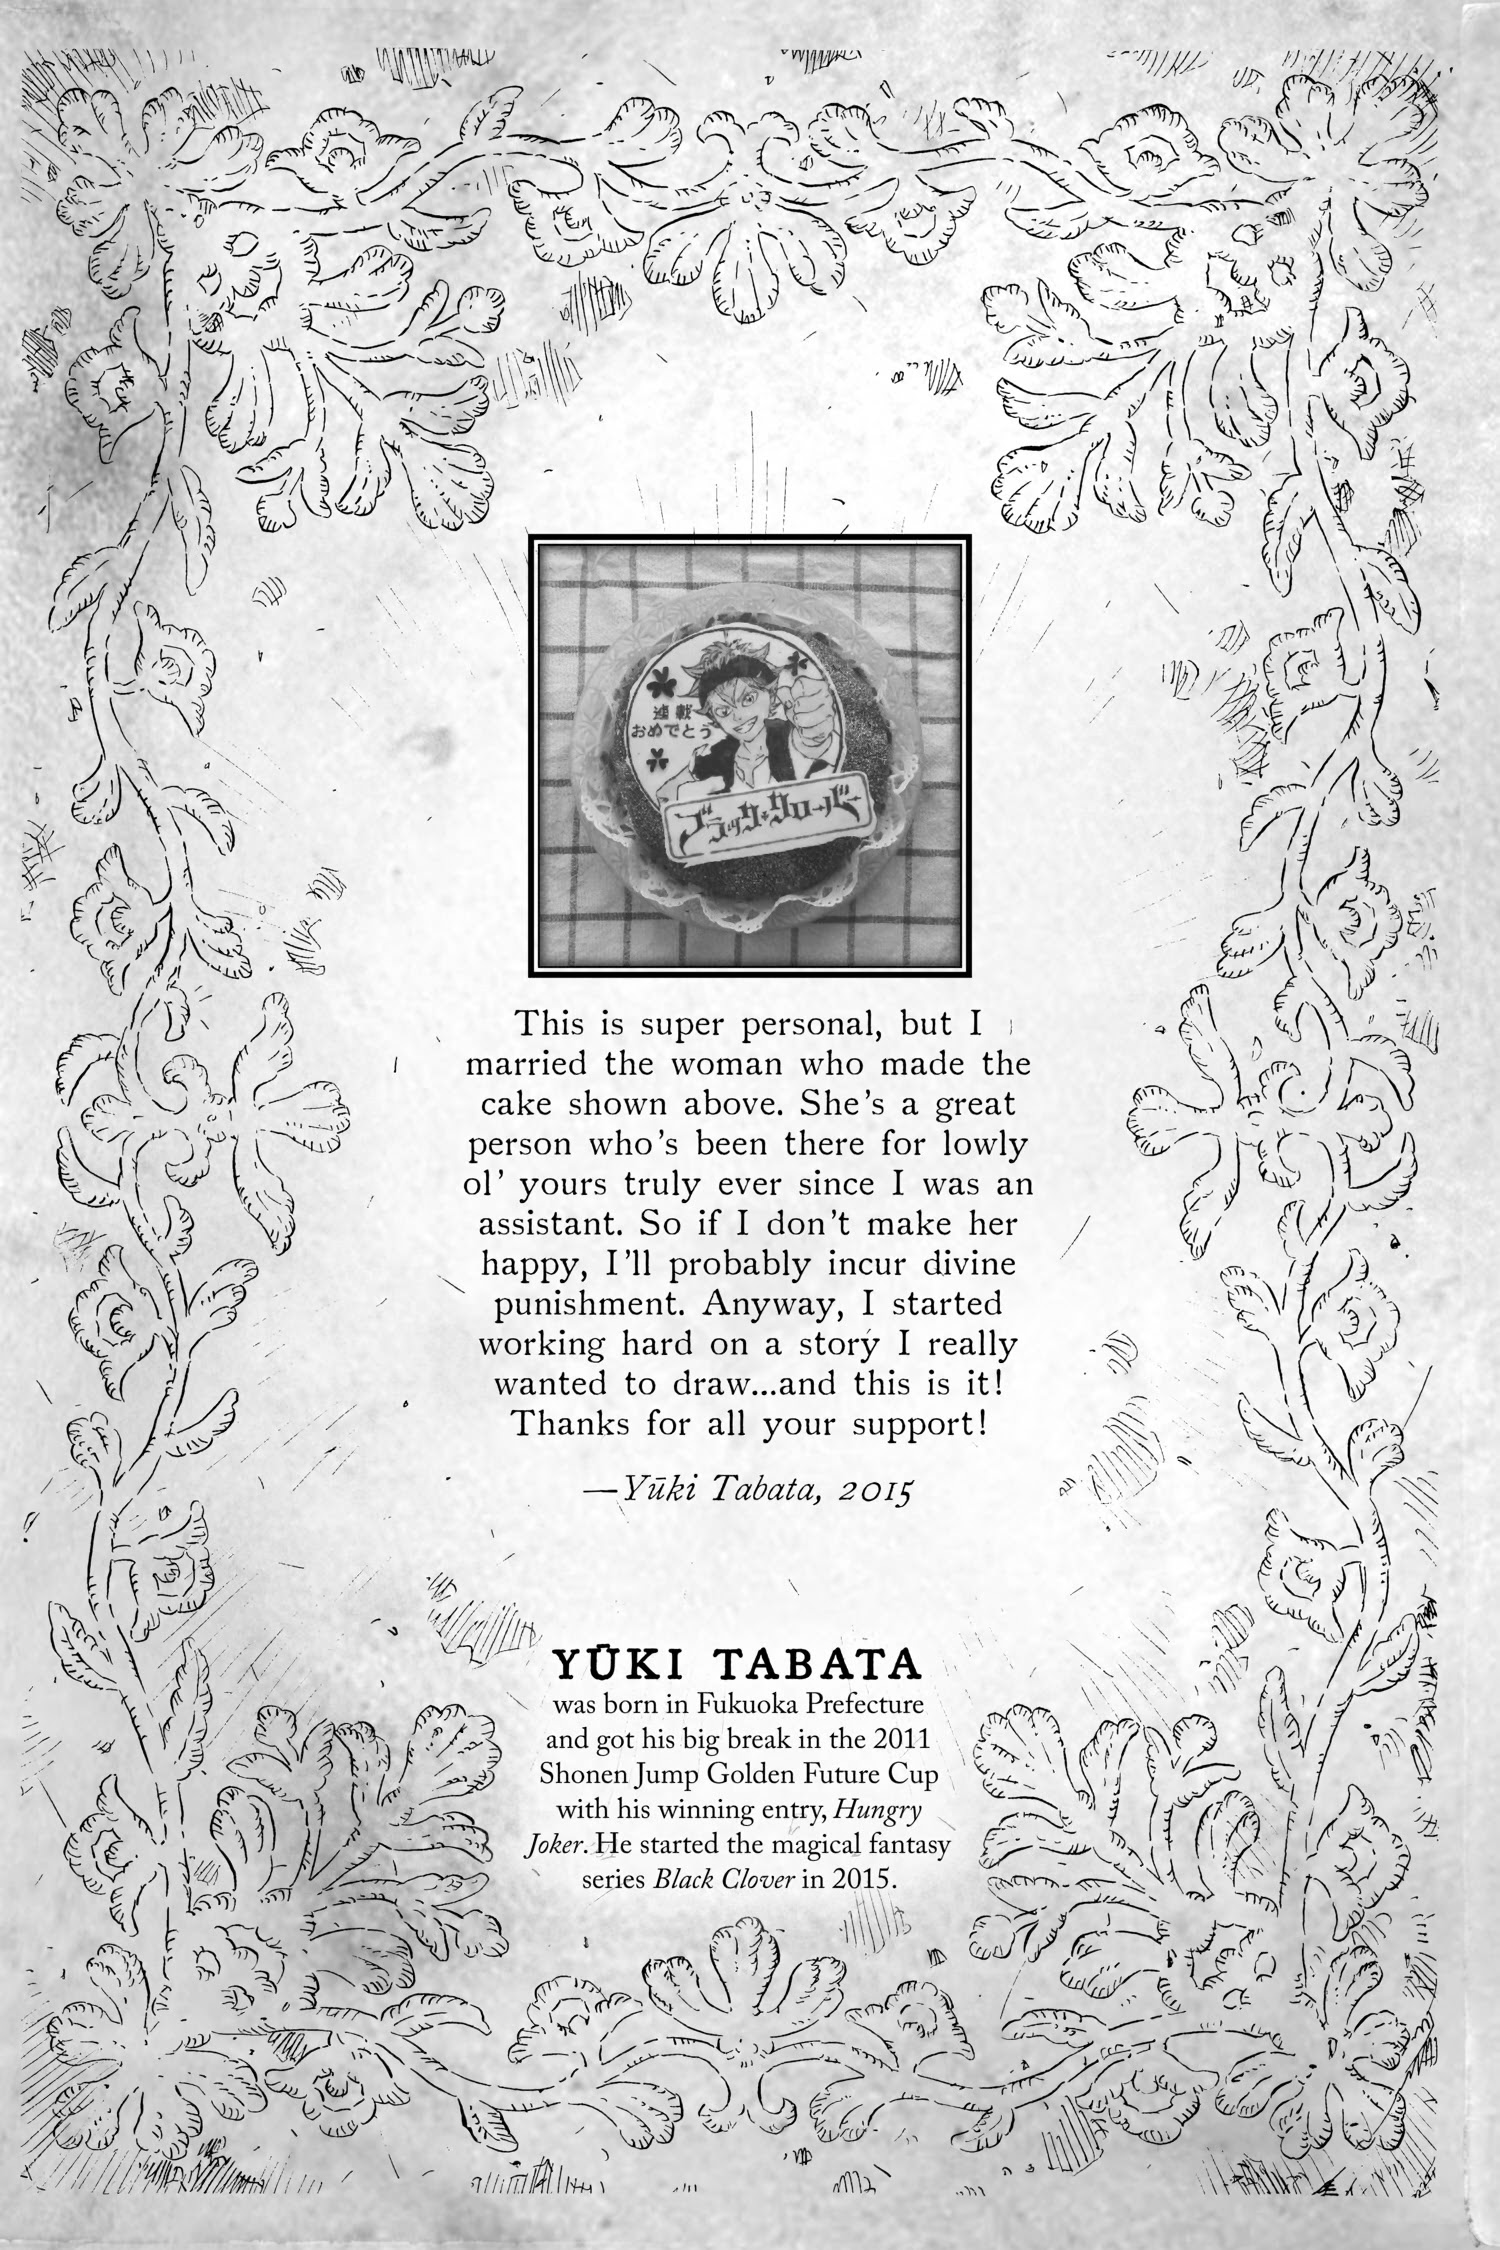 連載
おめでとう
ブラッククローバー
This is super personal, but I
married the woman who made the
cake shown above. She's a great
person who's been there for lowly
ol' yours truly ever since I was an
assistant. So if I don't make her
happy, I'll probably incur divine
punishment. Anyway, I started
working hard on a story I really
wanted to draw...and this is it!
Thanks for all your support!
—Yūki Tabata, 2015
YŪKI TABATA
was born in Fukuoka Prefecture
and got his big break in the 2011
Shonen Jump Golden Future Cup
with his winning entry, Hungry
Joker. He started the magical fantasy
series Black Clover in 2015.